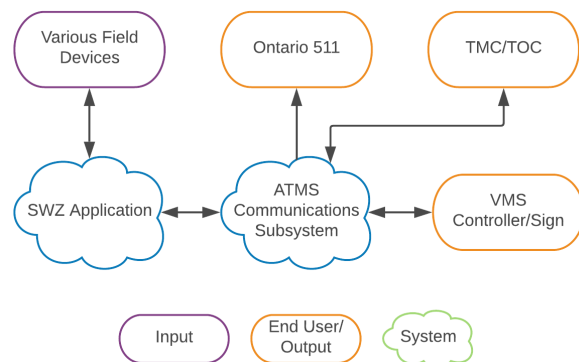 Various Field
Devices
Ontario 511
TMC/TOC
SWZ Application
ATMS
Communications
Subsystem
VMS
Controller/Sign
Input
End User/
Output
System